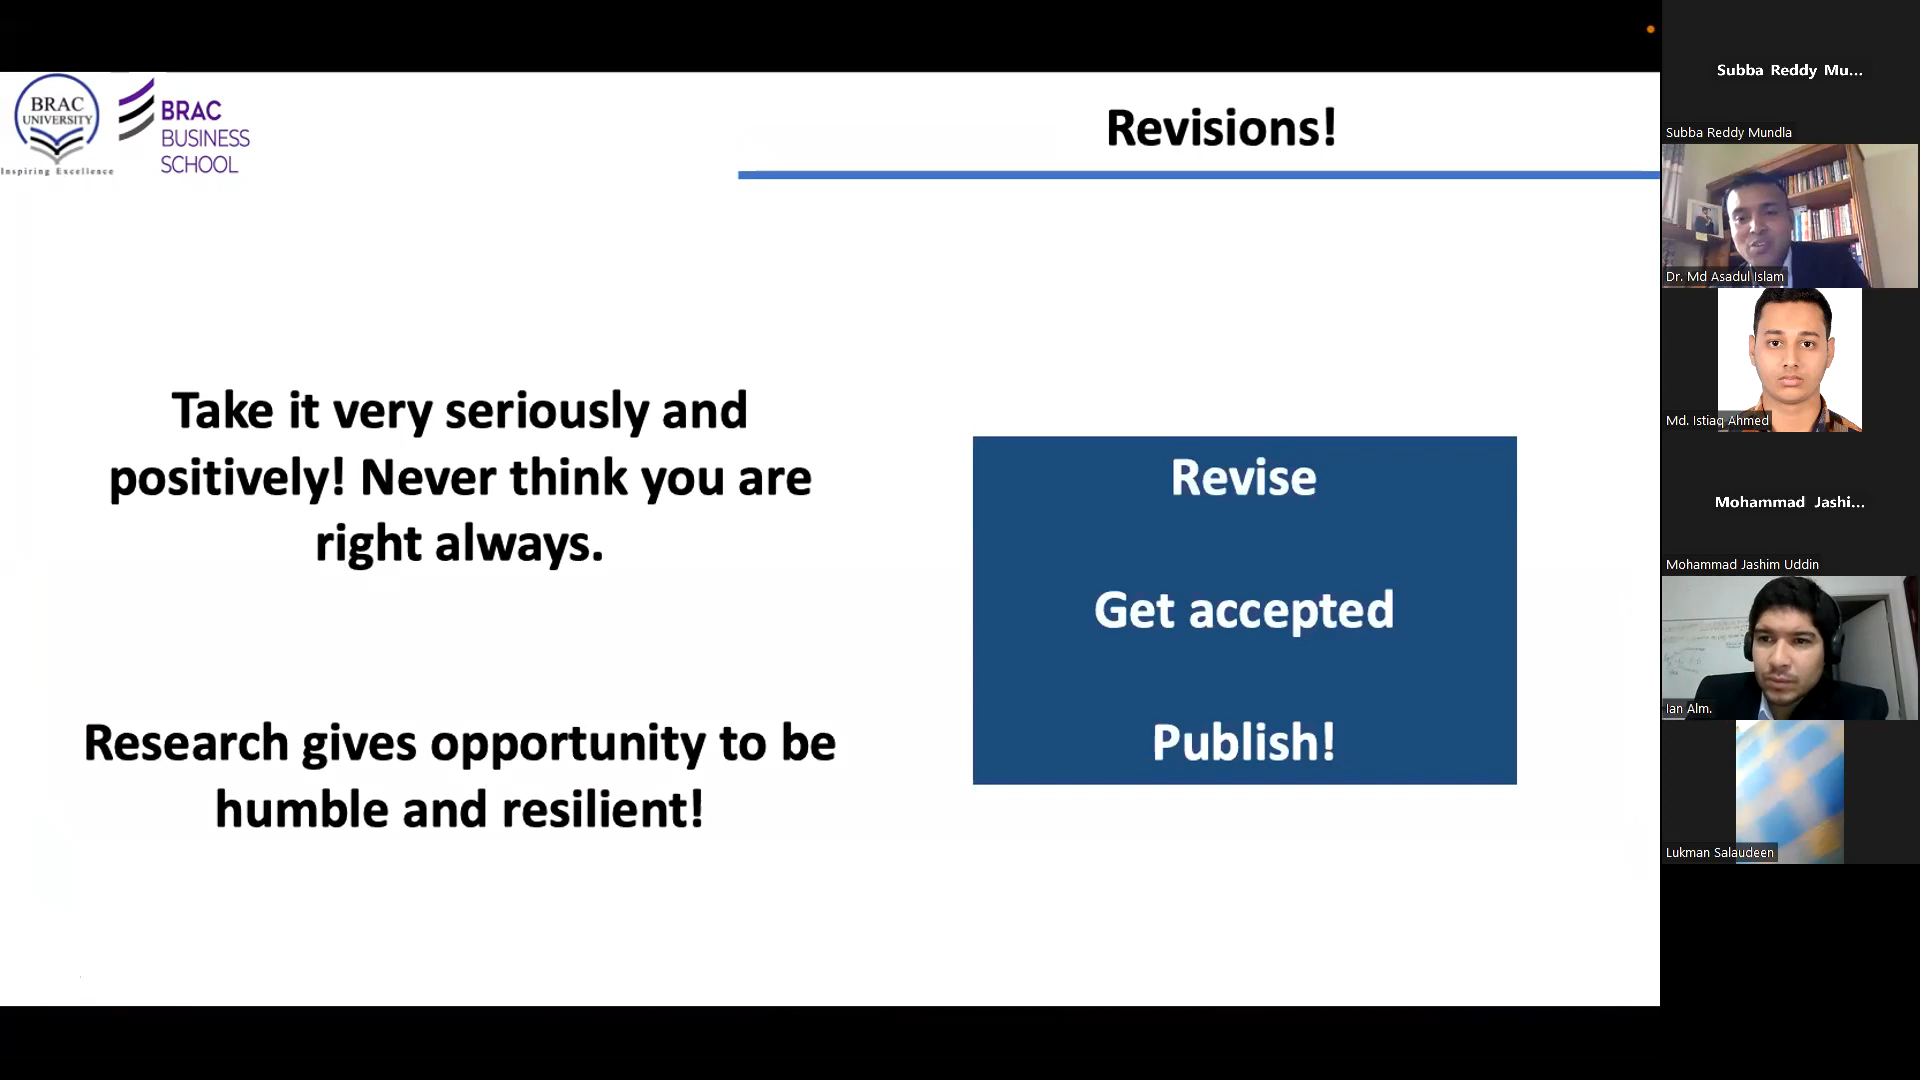 BRAC
UNIVERSITY
Inspiring Excellence
BRAC
BUSINESS
SCHOOL
Revisions!
Take it very seriously and
positively! Never think you are
right always.
Research gives opportunity to be
humble and resilient!
Revise
Get accepted
Publish!
Subba Reddy Mu...
Subba Reddy Mundla
Dr. Md Asadul Islam
Md. Istiaq Ahmed
Mohammad Jashi...
Mohammad Jashim Uddin
Ian Alm.
Lukman Salaudeen